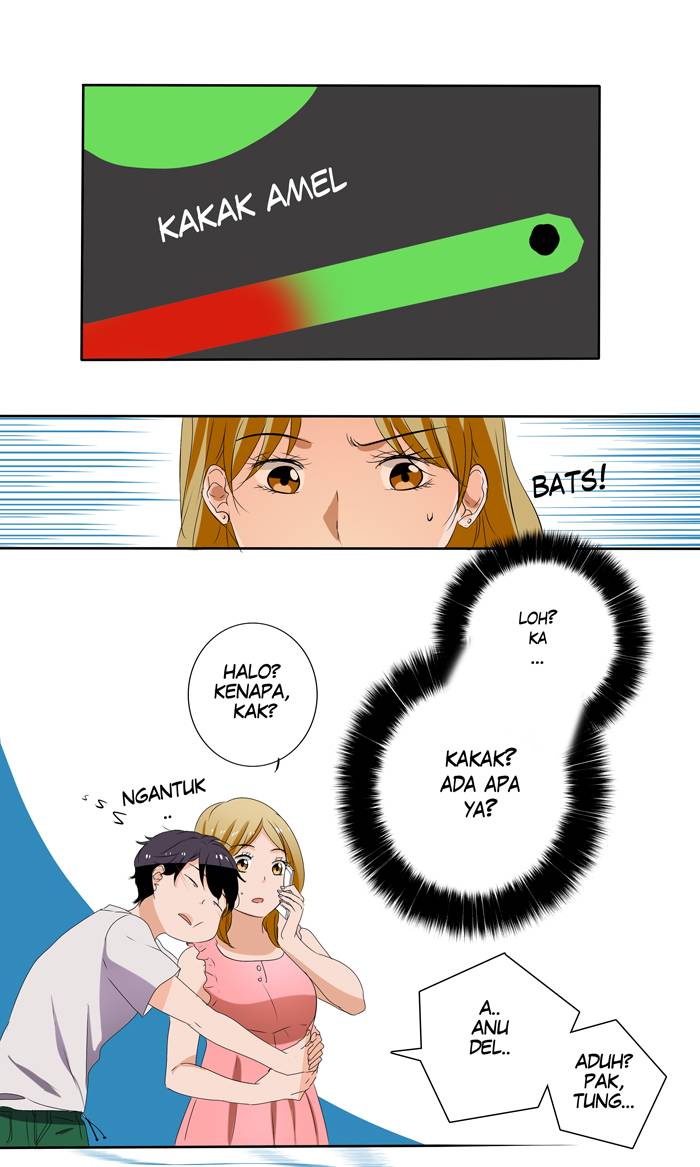 KAKAK AMEL
BATS!
LOH?
KA
...
KAKAK?
ADA APA
YA?
HALO?
KENAPA,
KAK?
NGANTUK
..
S S S
A..
ANU
DEL..
ADUH?
PAK,
TUNG...